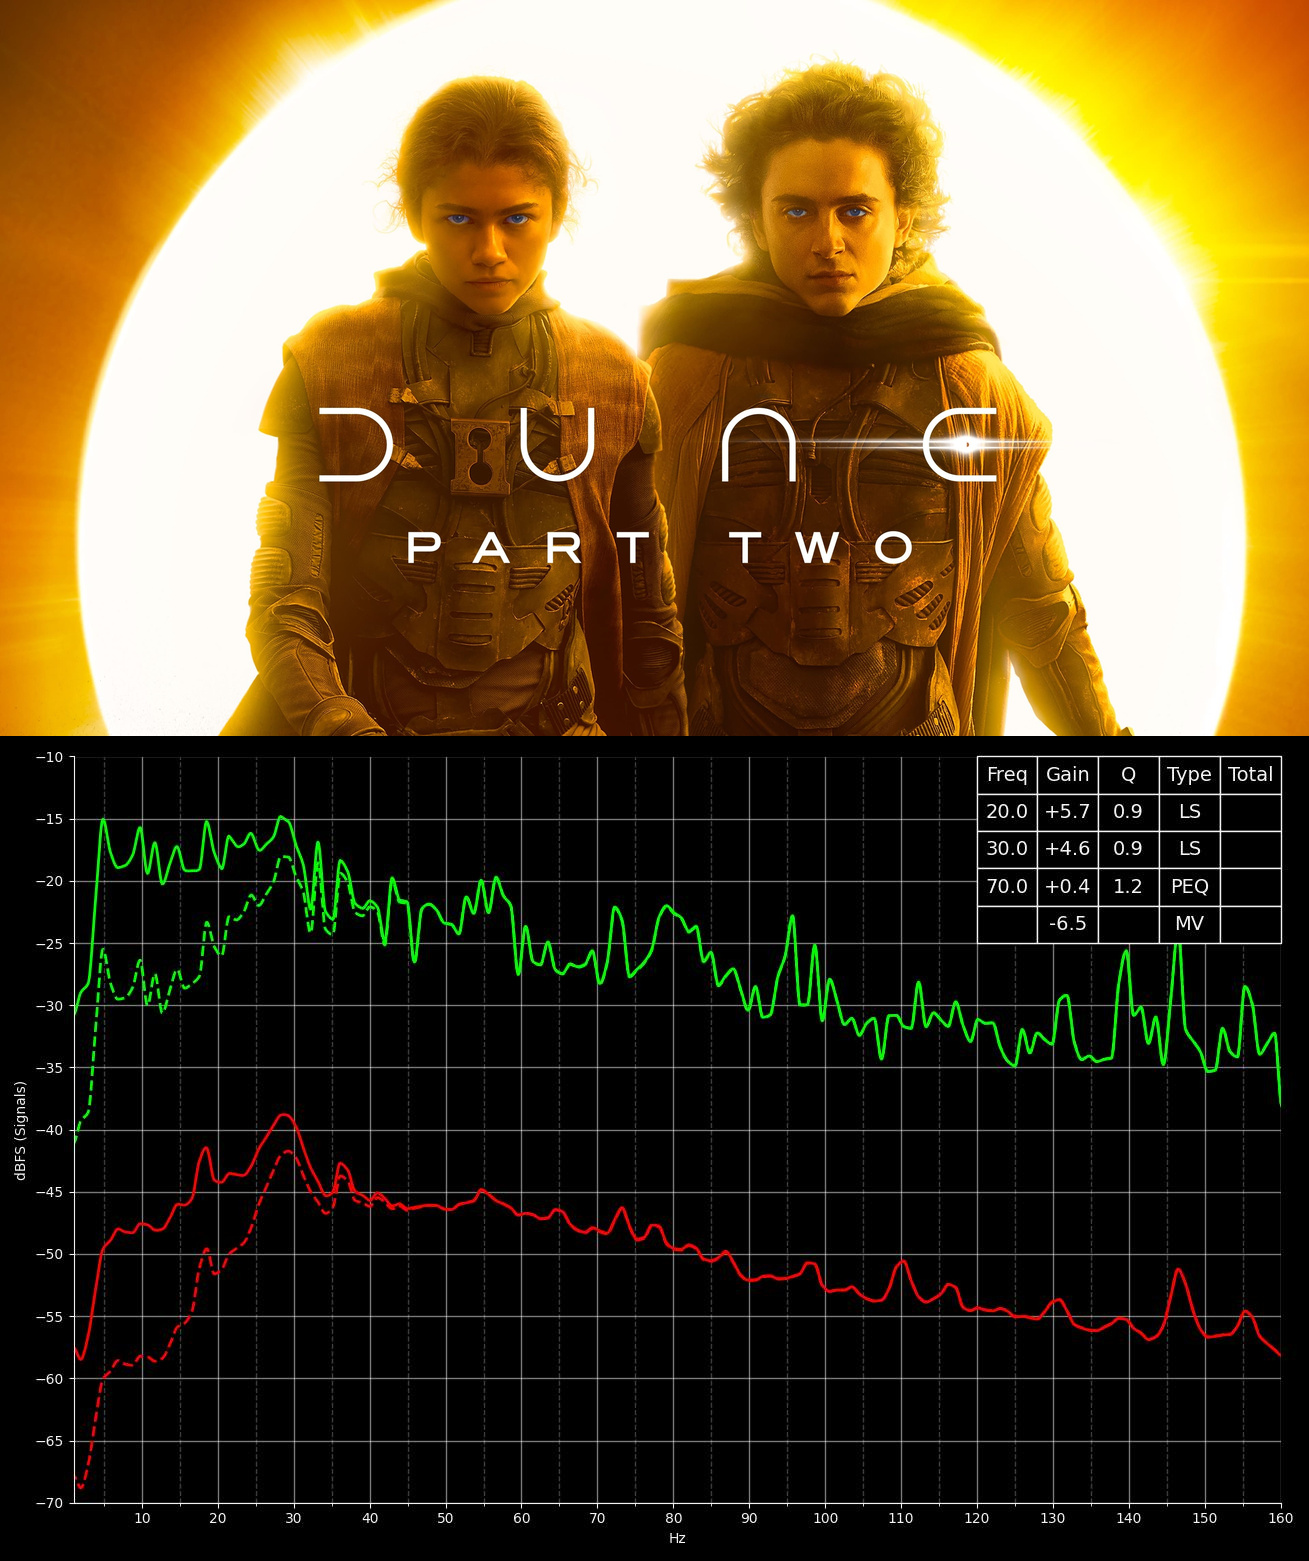 DUNE
PART TWO
Freq Gain Q Type Total
20.0 +5.7 0.9 LS
30.0 +4.6 0.9 LS
70.0 +0.4 1.2 PEQ
-6.5 MV
−10
−15
−20
−25
−30
−35
−40
−45
−50
−55
−60
−65
−70
dBFS (Signals)
10 20 30 40 50 60 70 80 90 100 110 120 130 140 150 160
Hz